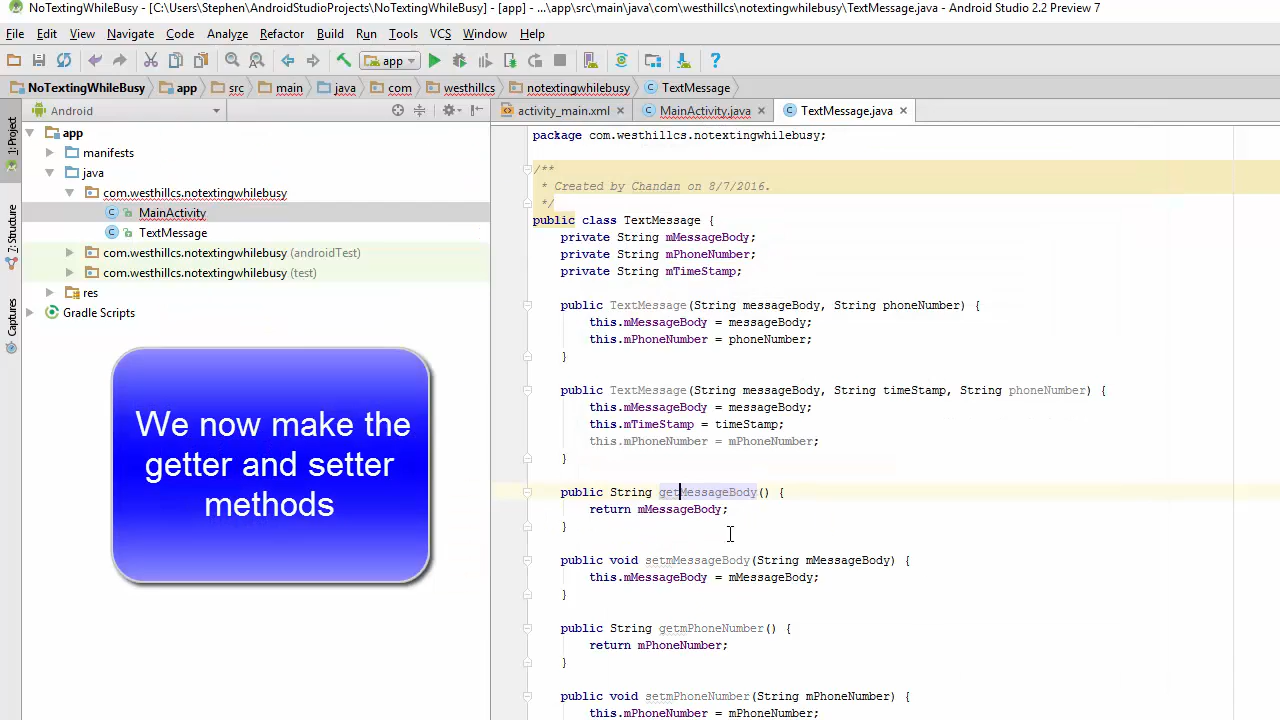 NoTextingWhileBusy - [C:\Users\Stephen\AndroidStudioProjects\NoTextingWhileBusy] - [app] - ...\app\src\main\java\com\westhillcs\notextingwhilebusy\TextMessage.java - Android Studio 2.2 Preview 7
File Edit View Navigate Code Analyze Refactor Build Run Tools VCS Window Help
app
NoTextingWhileBusy app src main java com westhillcs notextingwhilebusy TextMessage
Android
activity_main.xml MainActivity.java TextMessage.java
1: Project
7: Structure
Captures
app
manifests
java
com.westhillcs.notextingwhilebusy
MainActivity
TextMessage
com.westhillcs.notextingwhilebusy (androidTest)
com.westhillcs.notextingwhilebusy (test)
res
Gradle Scripts
We now make the
getter and setter
methods
package com.westhillcs.notextingwhilebusy;
/**
* Created by Chandan on 8/7/2016.
*/
public class TextMessage {
private String mMessageBody;
private String mPhoneNumber;
private String mTimeStamp;
public TextMessage(String messageBody, String phoneNumber) {
this.mMessageBody = messageBody;
this.mPhoneNumber = phoneNumber;
}
public TextMessage(String messageBody, String timeStamp, String phoneNumber) {
this.mMessageBody = messageBody;
this.mTimeStamp = timeStamp;
this.mPhoneNumber = mPhoneNumber;
}
public String getMessageBody() {
return mMessageBody;
}
public void setmMessageBody(String mMessageBody) {
this.mMessageBody = mMessageBody;
}
public String getmPhoneNumber() {
return mPhoneNumber;
}
public void setmPhoneNumber(String mPhoneNumber) {
this.mPhoneNumber = mPhoneNumber;